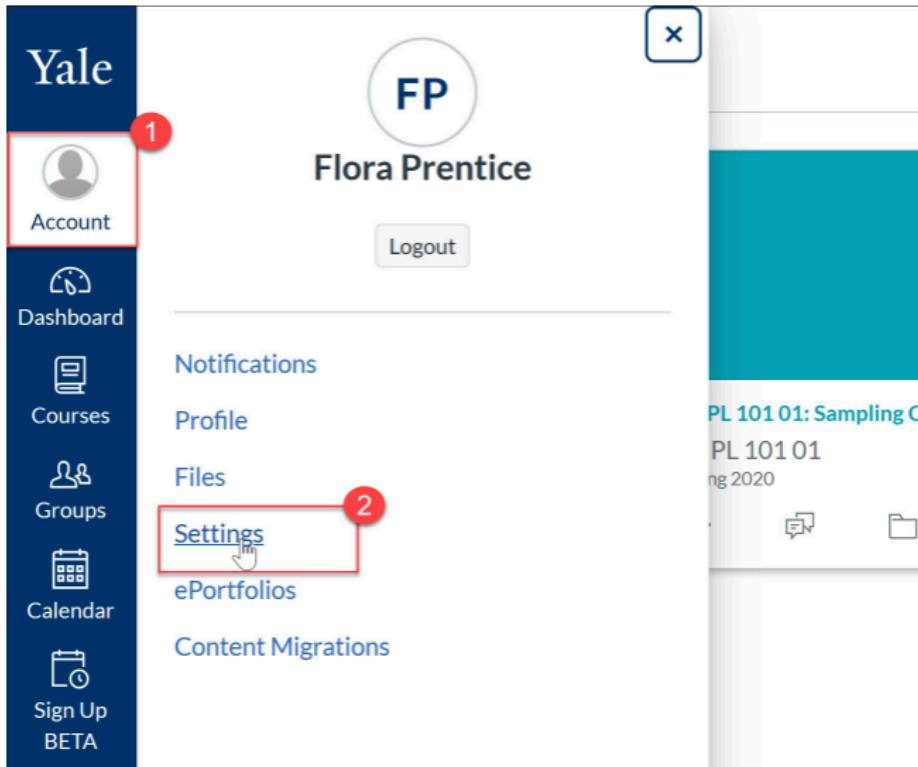 Yale
1
Account
Dashboard
Courses
Groups
Calendar
Sign Up
BETA
×
FP
Flora Prentice
Logout
Notifications
Profile
Files
2
Settings
ePortfolios
Content Migrations
PL 101 01: Sampling
PL 101 01
ng 2020